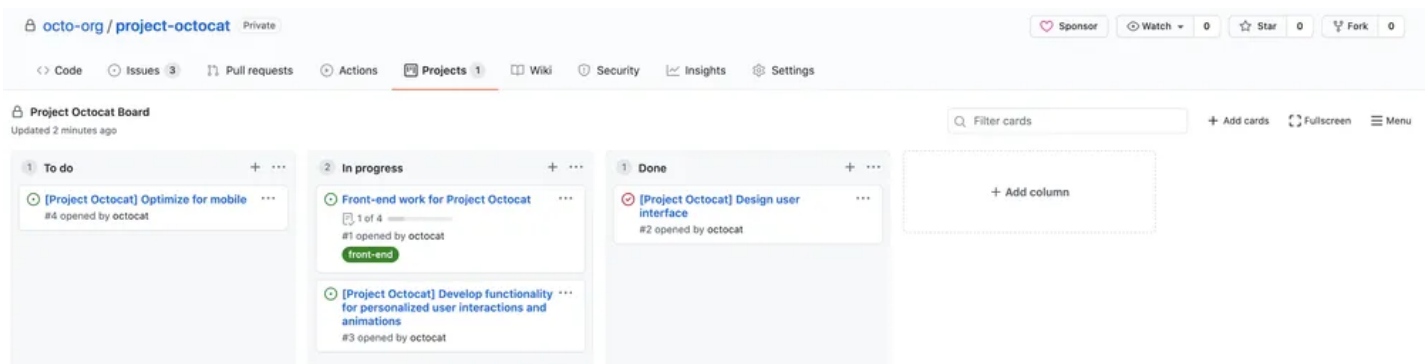 octo-org / project-octocat Private Sponsor Watch 0 Star 0 Fork 0
Code Issues 3 Pull requests Actions Projects 1 Wiki Security Insights Settings
Project Octocat Board
Updated 2 minutes ago
Filter cards + Add cards Fullscreen Menu
1 To do + ...
[Project Octocat] Optimize for mobile ...
#4 opened by octocat
2 In progress + ...
Front-end work for Project Octocat ...
1 of 4
#1 opened by octocat
front-end
[Project Octocat] Develop functionality ...
for personalized user interactions and
animations
#3 opened by octocat
1 Done + ...
[Project Octocat] Design user ...
interface
#2 opened by octocat
+ Add column